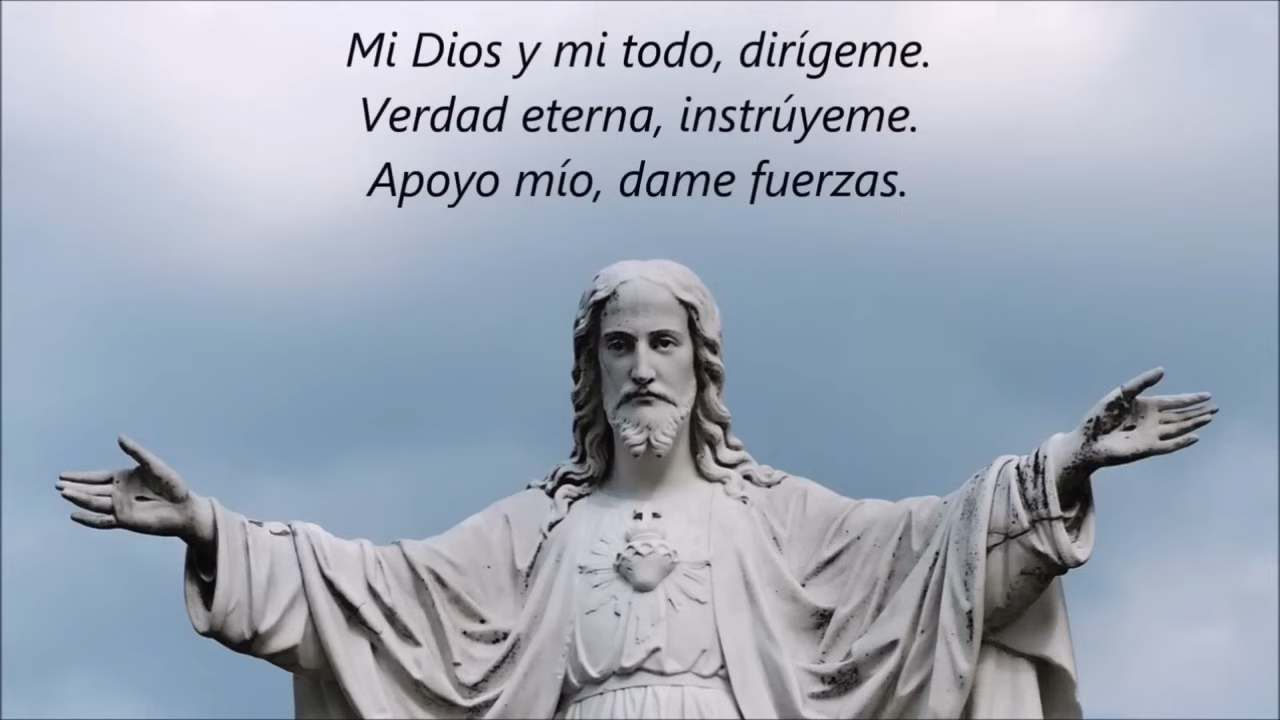 Mi Dios y mi todo, dirígeme.
Verdad eterna, instrúyeme.
Apoyo mío, dame fuerzas.